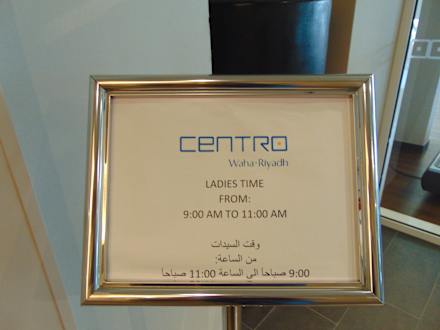 CENTRO
Waha-Riyadh
LADIES TIME
FROM:
9:00 AM TO 11:00 AM
وقت السيدات
من الساعة:
9:00 صباحاً الى الساعة 11:00 صباحاً